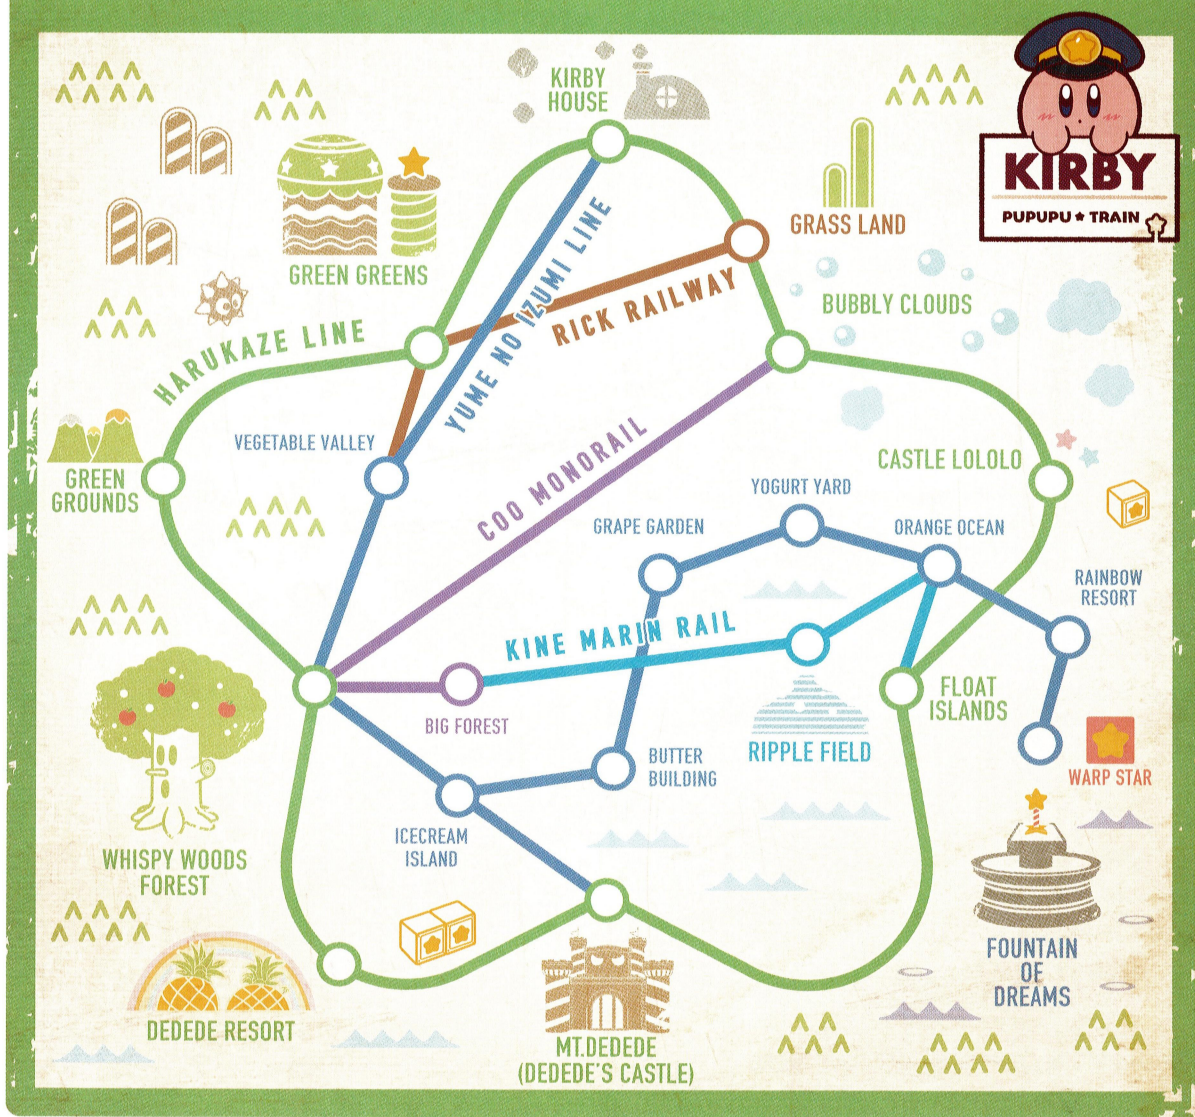 KIRBY
HOUSE
KIRBY
PUPUPU★TRAIN
GRASS LAND
GREEN GREENS
BUBBLY CLOUDS
HARUKAZE LINE
YUME NO IZUMI LINE
RICK RAILWAY
VEGETABLE VALLEY
GREEN
GROUNDS
COO MONORAIL
CASTLE LOLOLO
YOGURT YARD
GRAPE GARDEN
ORANGE OCEAN
RAINBOW
RESORT
KINE MARIN RAIL
BIG FOREST
FLOAT
ISLANDS
RIPPLE FIELD
BUTTER
BUILDING
WARP STAR
ICECREAM
ISLAND
WHISPY WOODS
FOREST
FOUNTAIN
OF
DREAMS
DEDEDE RESORT
MT.DEDEDE
(DEDEDE'S CASTLE)